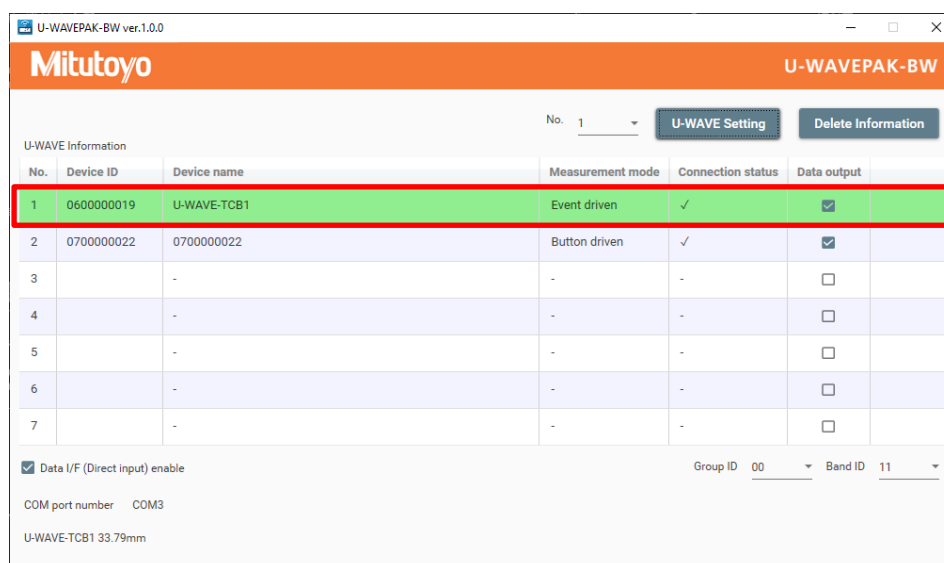 U-WAVEPAK-BW ver.1.0.0
Mitutoyo U-WAVEPAK-BW
No. 1 U-WAVE Setting Delete Information
U-WAVE Information
No. Device ID Device name Measurement mode Connection status Data output
1 0600000019 U-WAVE-TCB1 Event driven ✓
2 0700000022 0700000022 Button driven ✓
3 - - -
4 - - -
5 - - -
6 - - -
7 - - -
Data I/F (Direct input) enable Group ID 00 Band ID 11
COM port number COM3
U-WAVE-TCB1 33.79mm